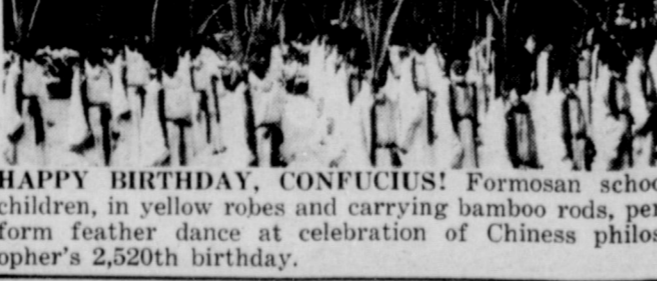 HAPPY BIRTHDAY, CONFUCIUS! Formosan schoo
children, in yellow robes and carrying bamboo rods, per
form feather dance at celebration of Chiness philos
opher's 2,520th birthday.